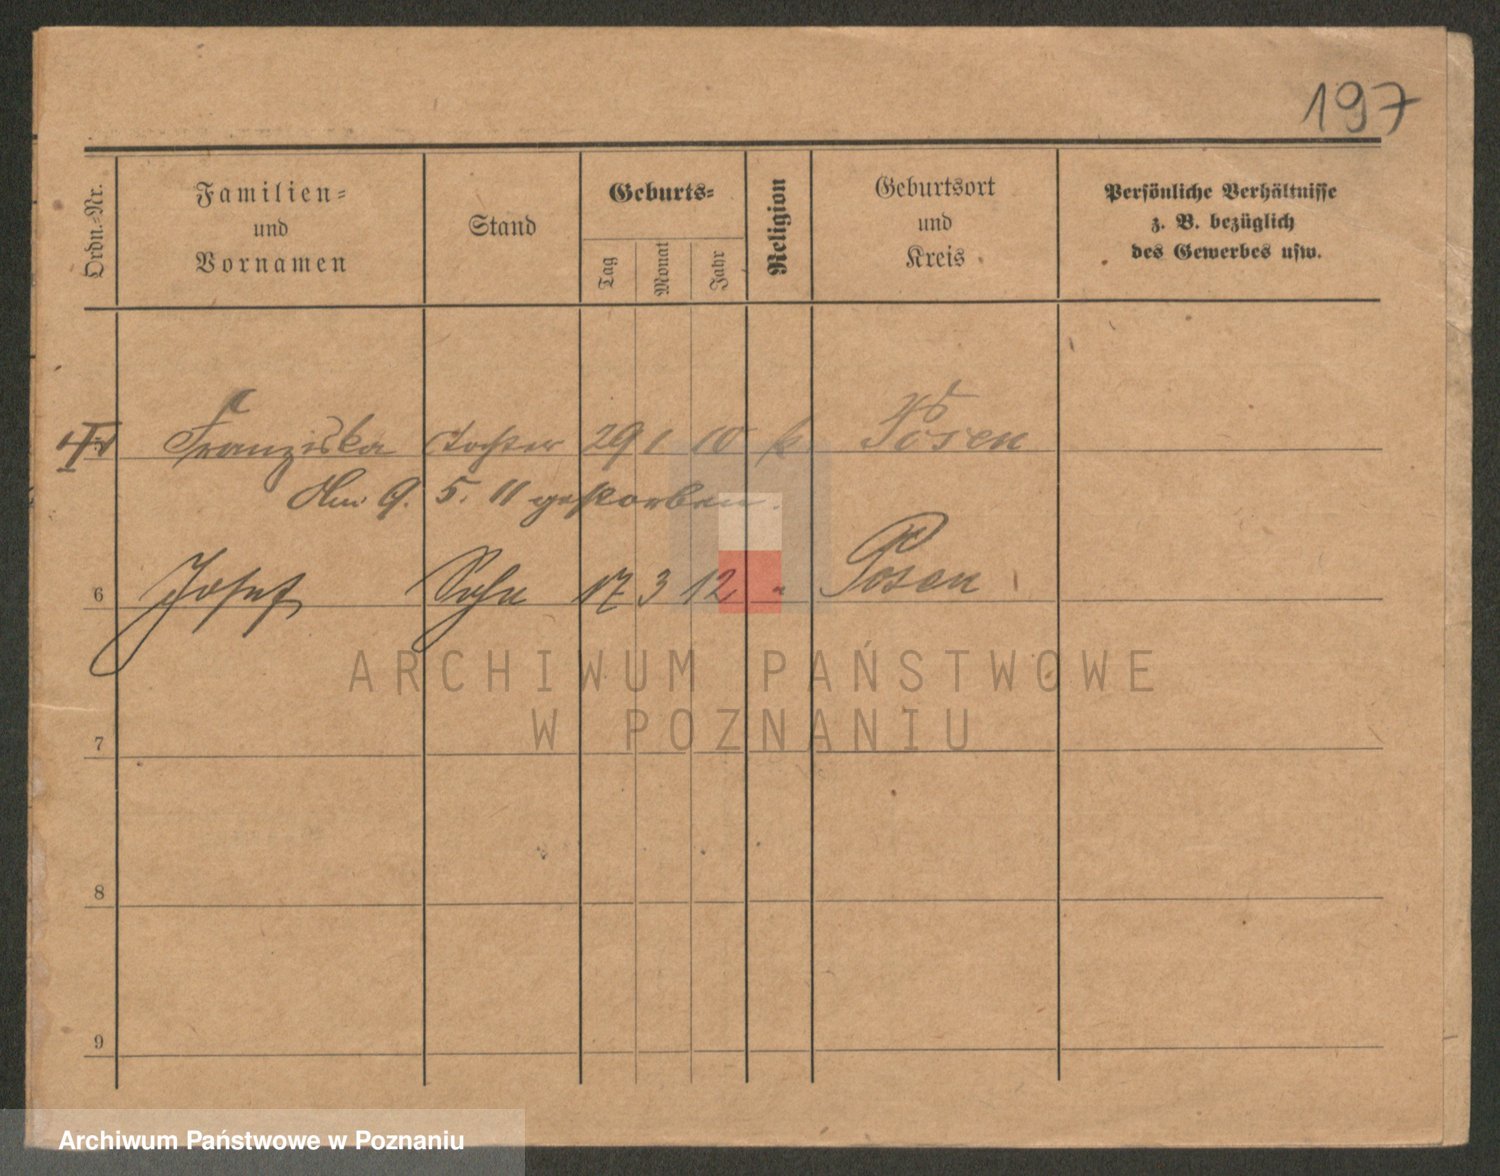 197
Ordn.-Nr.
Familien-
und
Vornamen
Stand
Geburts-
Tag
Monat
Jahr
Religion
Geburtsort
und
Kreis
Persönliche Verhältnisse
z. B. bezüglich
des Gewerbes usw.
Franziska Tochter 29 1 10 k. Posen
Am 9. 5. 11 gestorben.
6 Josef Sohn 17 3 12 " Posen
ARCHIWUM PAŃSTWOWE
W POZNANIU
7
8
9
Archiwum Państwowe w Poznaniu